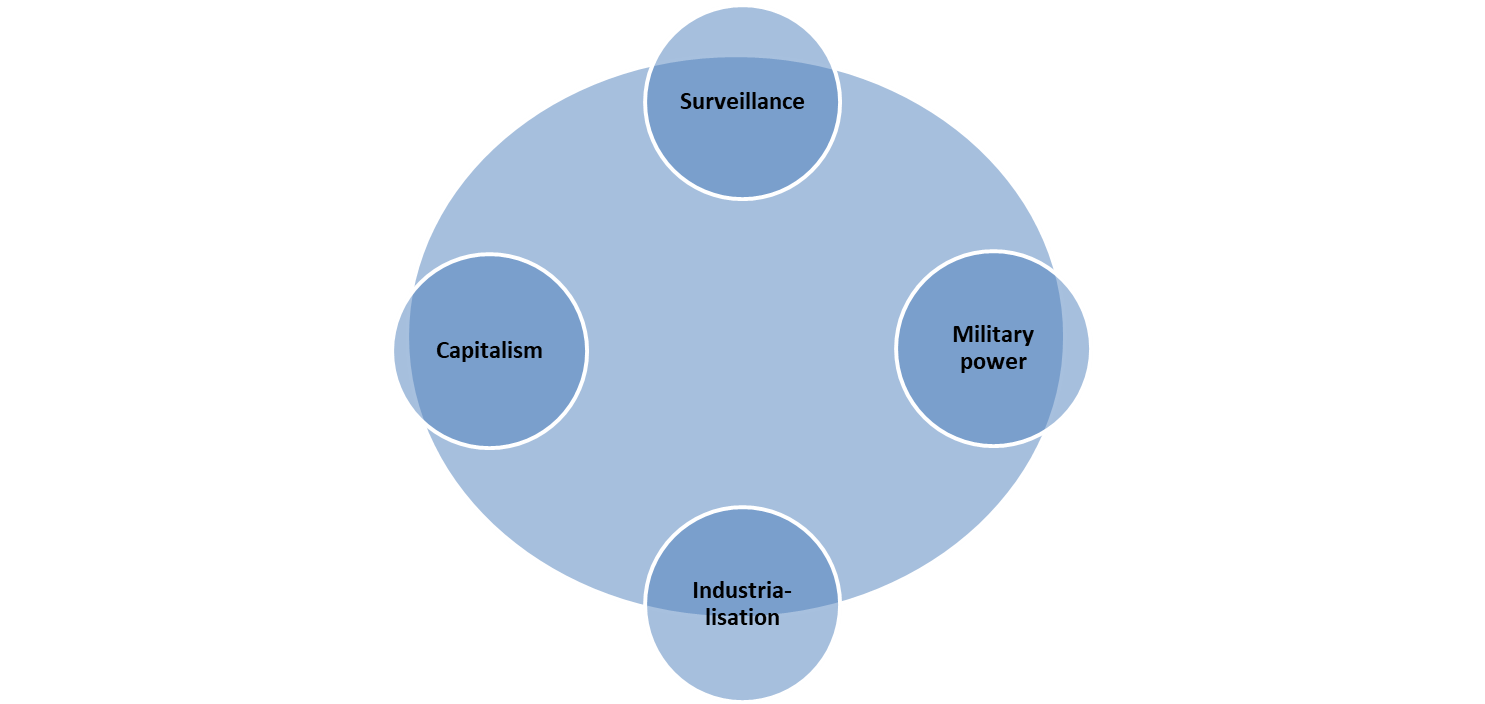 Surveillance
Capitalism
Military
power
Industria-
lisation